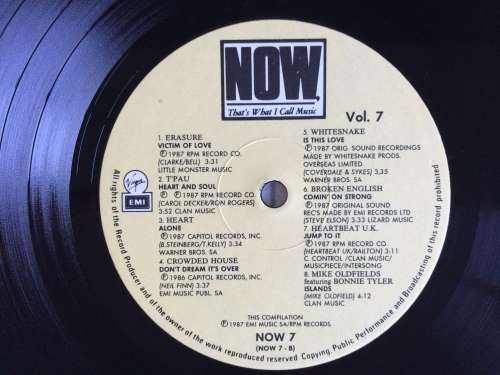 NOW
That's What I Call Music
Vol. 7
1. ERASURE
VICTIM OF LOVE
℗ 1987 RPM RECORD CO.
(CLARKE/BELL) 3:31
LITTLE MONSTER MUSIC
2. T'PAU
HEART AND SOUL
℗ © 1987 RPM RECORD CO.
(CAROL DECKER/RON ROGERS)
3:52 CLAN MUSIC
3. HEART
ALONE
℗ 1987 CAPITOL RECORDS, INC.
(B.STEINBERG/T.KELLY) 3:34
WARNER BROS. SA
4. CROWDED HOUSE
DON'T DREAM IT'S OVER
℗ 1986 CAPITOL RECORDS, INC.
(NEIL FINN) 3:37
EMI MUSIC PUBL. SA
5. WHITESNAKE
IS THIS LOVE
℗ 1987 ORIG. SOUND RECORDINGS
MADE BY WHITESNAKE PRODS.
OVERSEAS LIMITED.
(COVERDALE & SYKES) 3,35
WARNER BROS. SA
6. BROKEN ENGLISH
COMIN' ON STRONG
℗ 1987 ORIGINAL SOUND
REC'S MADE BY EMI RECORDS LTD
(STEVE ELSON) 3:33 LIZARD MUSIC
7. HEARTBEAT U.K.
JUMP TO IT
℗ 1987 RPM RECORD CO.
(HEARTBEAT UK/RAILTON) 3:11
C. CONTROL /CLAN MUSIC/
MUSICPIECE/INTERSONG
8. MIKE OLDFIELDS
featuring BONNIE TYLER
ISLANDS
(MIKE OLDFIELD) 4-12
CLAN MUSIC
Virgin
EMI
THIS COMPILATION
℗ 1987 EMI MUSIC SA/RPM RECORDS
NOW 7
(NOW 7 - B)
All rights of the Record Producer and of the owner of the work reproduced reserved. Copying, Public Performance and Broadcasting of this record prohibited